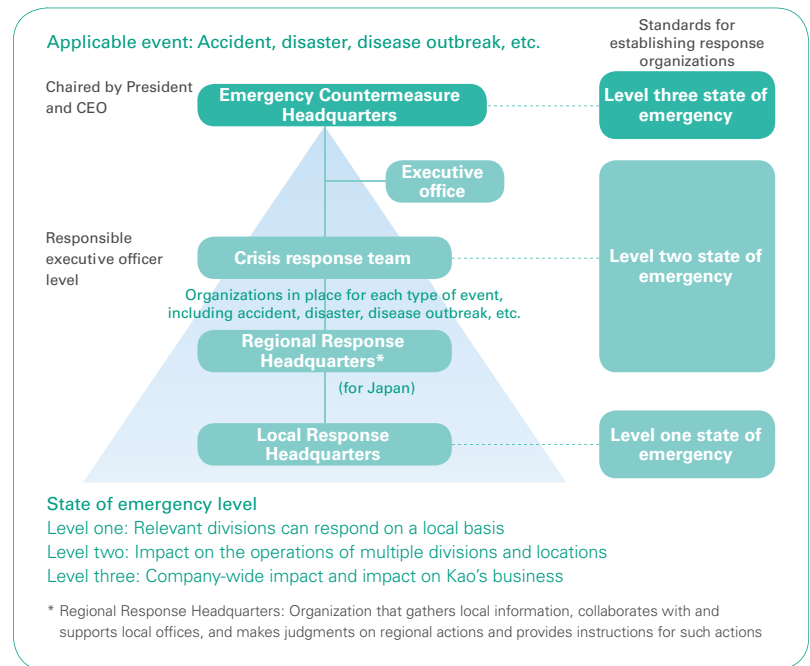 Applicable event: Accident, disaster, disease outbreak, etc.
Standards for
establishing response
organizations
Chaired by President
and CEO
Emergency Countermeasure
Headquarters
Level three state of
emergency
Executive
office
Responsible
executive officer
level
Crisis response team
Level two state of
emergency
Organizations in place for each type of event,
including accident, disaster, disease outbreak, etc.
Regional Response
Headquarters*
(for Japan)
Local Response
Headquarters
Level one state of
emergency
State of emergency level
Level one: Relevant divisions can respond on a local basis
Level two: Impact on the operations of multiple divisions and locations
Level three: Company-wide impact and impact on Kao's business
* Regional Response Headquarters: Organization that gathers local information, collaborates with and
supports local offices, and makes judgments on regional actions and provides instructions for such actions